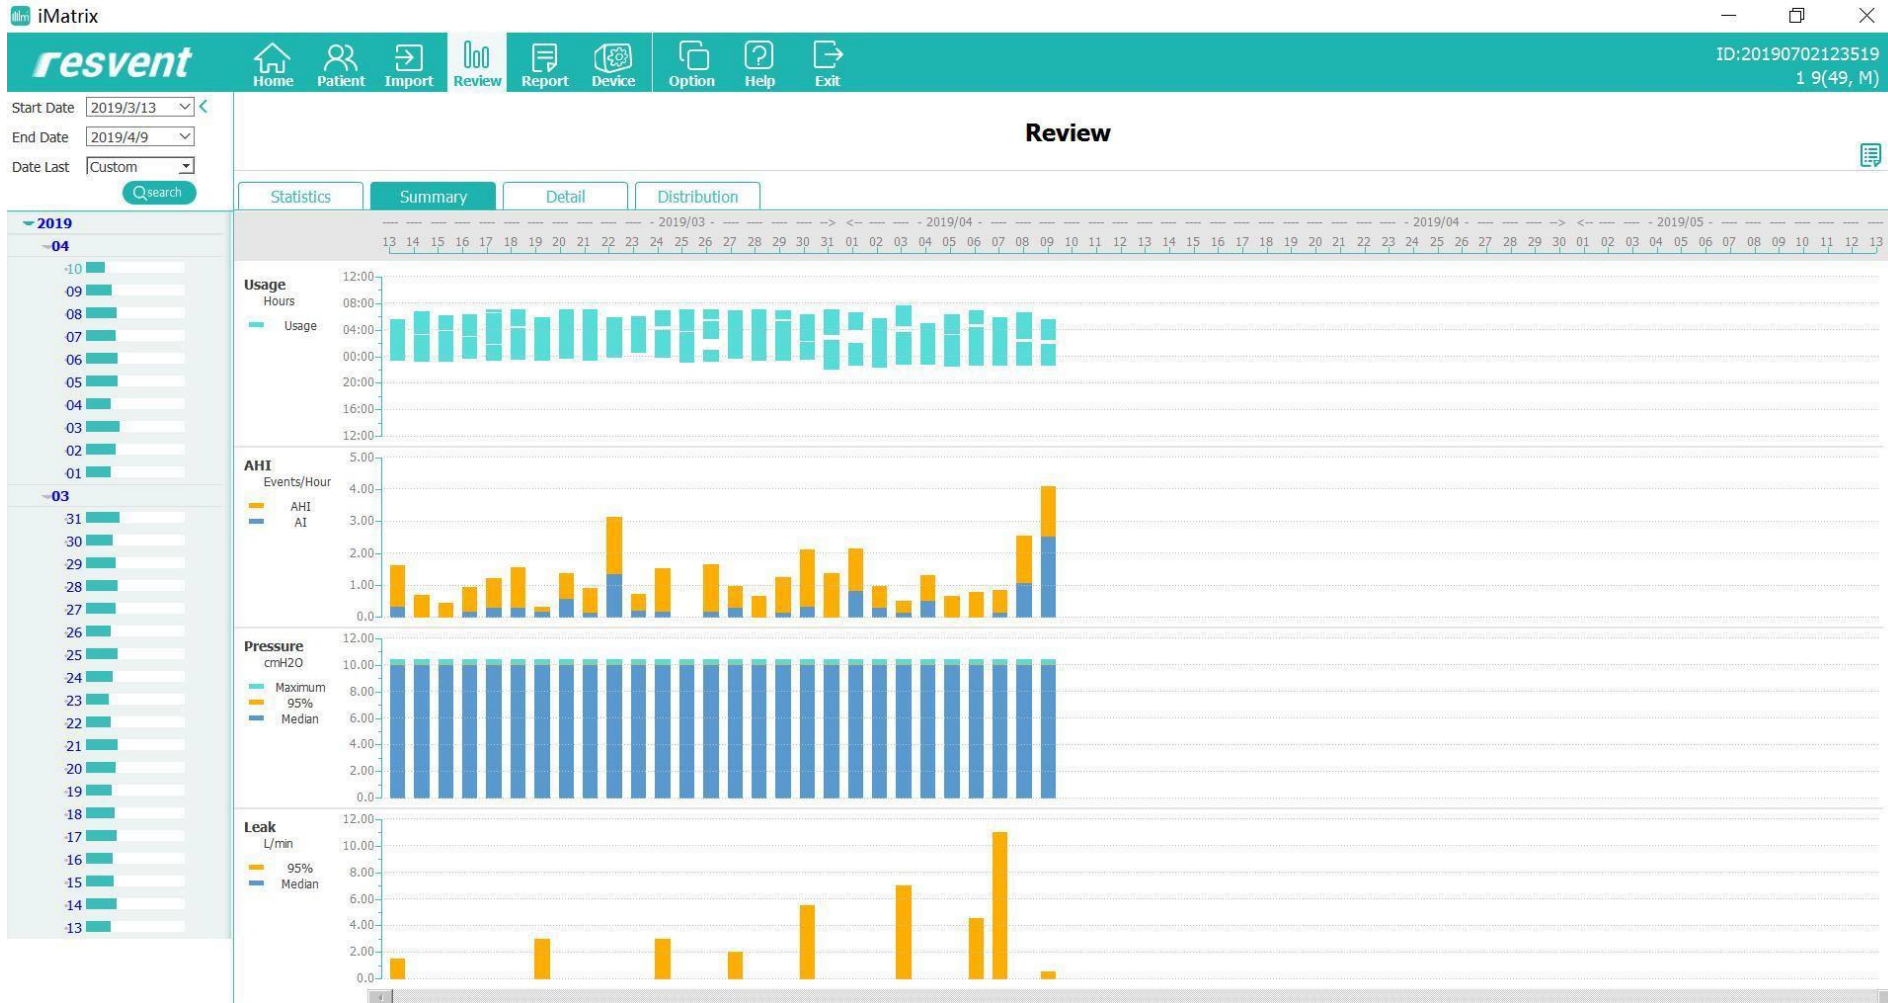 iMatrix
resvent
Home Patient Import Review Report Device Option Help Exit
ID:20190702123519
1 9(49, M)
Start Date 2019/3/13
End Date 2019/4/9
Date Last Custom
search
Review
Statistics Summary Detail Distribution
2019
04
10
09
08
07
06
05
04
03
02
01
03
31
30
29
28
27
26
25
24
23
22
21
20
19
18
17
16
15
14
13
- 2019/03 - --> <-- - 2019/04 - - 2019/04 - --> <-- - 2019/05 -
13 14 15 16 17 18 19 20 21 22 23 24 25 26 27 28 29 30 31 01 02 03 04 05 06 07 08 09 10 11 12 13 14 15 16 17 18 19 20 21 22 23 24 25 26 27 28 29 30 01 02 03 04 05 06 07 08 09 10 11 12 13
Usage
Hours
Usage
12:00
08:00
04:00
00:00
20:00
16:00
12:00
AHI
Events/Hour
AHI
AI
5.00
4.00
3.00
2.00
1.00
0.0
Pressure
cmH2O
Maximum
95%
Median
12.00
10.00
8.00
6.00
4.00
2.00
0.0
Leak
L/min
95%
Median
12.00
10.00
8.00
6.00
4.00
2.00
0.0